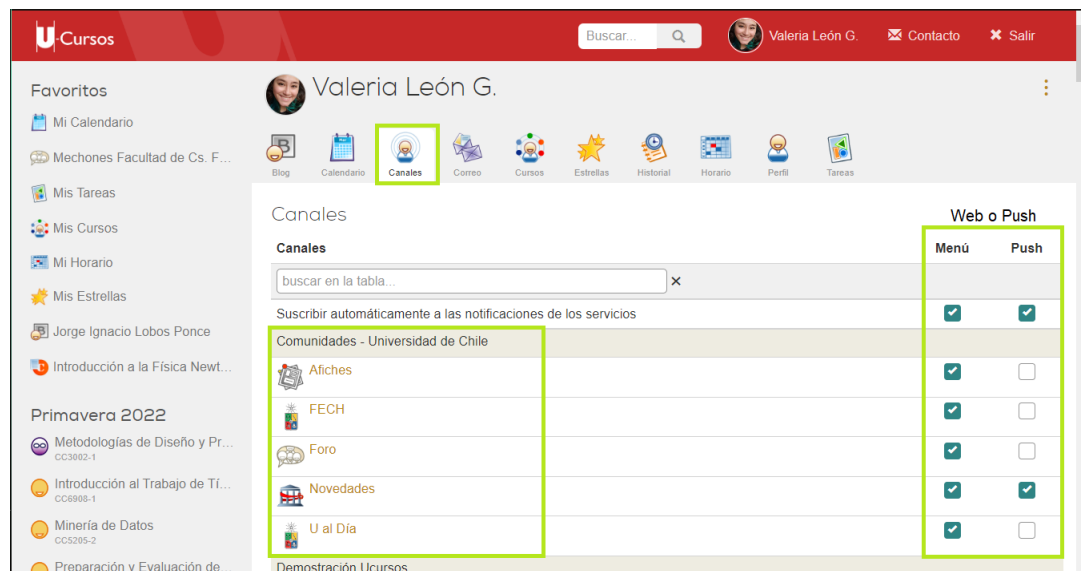 U-Cursos
Buscar...
Valeria León G.
Contacto
Salir
Favoritos
Mi Calendario
Mechones Facultad de Cs. F...
Mis Tareas
Mis Cursos
Mi Horario
Mis Estrellas
Jorge Ignacio Lobos Ponce
Introducción a la Física Newt...
Primavera 2022
Metodologías de Diseño y Pr...
CC3002-1
Introducción al Trabajo de Tí...
CC6908-1
Minería de Datos
CC5205-2
Preparación y Evaluación de...
Valeria León G.
Blog
Calendario
Canales
Correo
Cursos
Estrellas
Historial
Horario
Perfil
Tareas
Canales
Web o Push
Canales
Menú
Push
buscar en la tabla...
Suscribir automáticamente a las notificaciones de los servicios
Comunidades - Universidad de Chile
Afiches
FECH
Foro
Novedades
U al Día
Demostración Ucursos